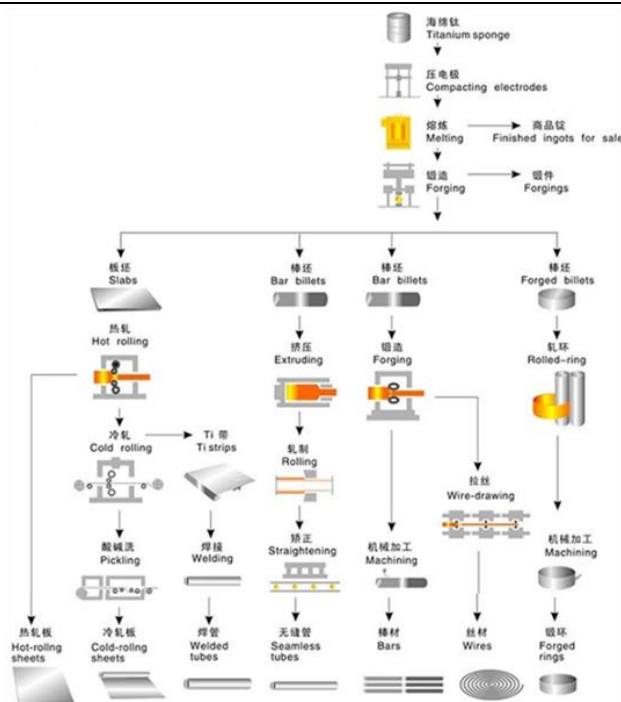 海绵钛
Titanium sponge
压电极
Compacting electrodes
熔炼
Melting
商品锭
Finished ingots for sale
锻造
Forging
锻件
Forgings
板坯
Slabs
棒坯
Bar billets
棒坯
Bar billets
棒坯
Forged billets
热轧
Hot rolling
挤压
Extruding
锻造
Forging
轧环
Rolled-ring
冷轧
Cold rolling
Ti 带
Ti strips
轧制
Rolling
拉丝
Wire-drawing
酸碱洗
Pickling
焊接
Welding
矫正
Straightening
机械加工
Machining
机械加工
Machining
热轧板
Hot-rollng
sheets
冷轧板
Cold-rollng
sheets
焊管
Welded
tubes
无缝管
Seamless
tubes
棒材
Bars
丝材
Wires
锻环
Forged
rings